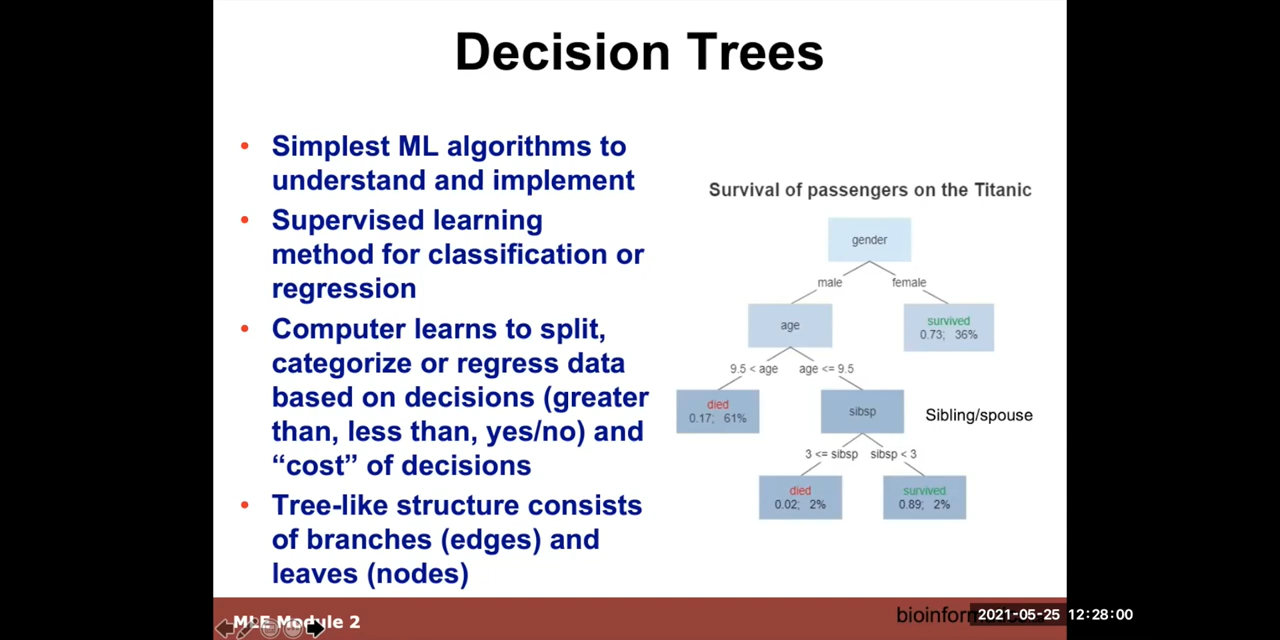 Decision Trees
• Simplest ML algorithms to
understand and implement
• Supervised learning
method for classification or
regression
• Computer learns to split,
categorize or regress data
based on decisions (greater
than, less than, yes/no) and
“cost” of decisions
• Tree-like structure consists
of branches (edges) and
leaves (nodes)
Survival of passengers on the Titanic
gender
male female
age
survived
0.73; 36%
9.5 < age age <= 9.5
died
0.17; 61%
sibsp
Sibling/spouse
3 <= sibsp sibsp < 3
died
0.02; 2%
survived
0.89; 2%
MLE Module 2
2021-05-25 12:28:00